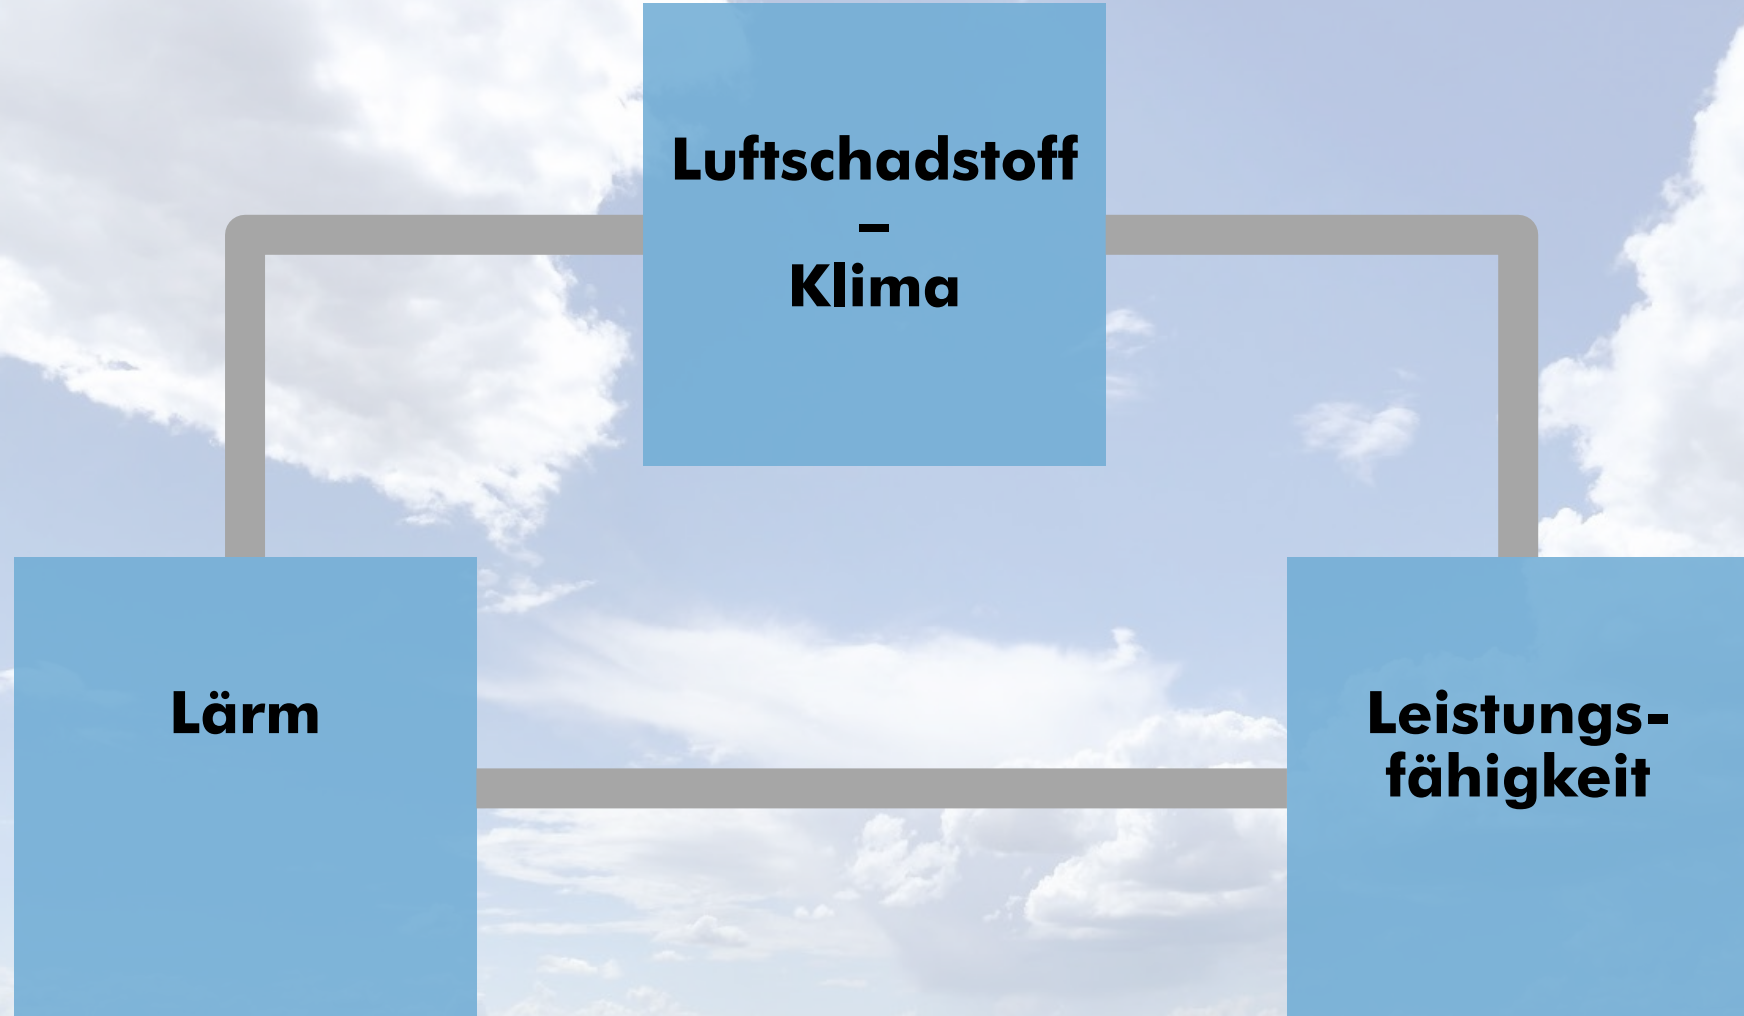 Luftschadstoff
–
Klima
Lärm
Leistungs-
fähigkeit